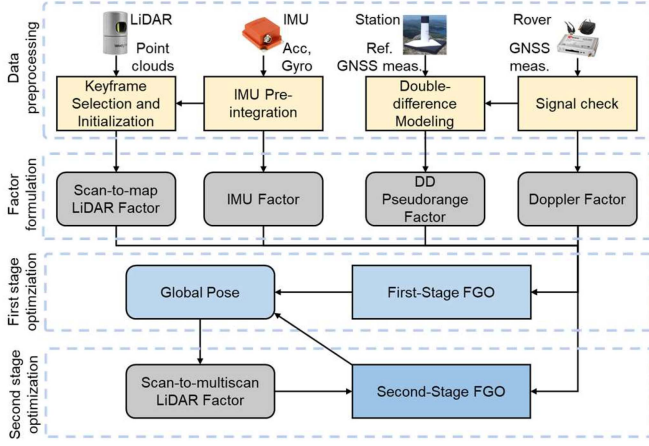 LiDAR
IMU
Station
Rover
Point
clouds
Acc,
Gyro
Ref.
GNSS meas.
GNSS
meas.
Data
preprocessing
Keyframe
Selection and
Initialization
IMU Pre-
integration
Double-
difference
Modeling
Signal check
Factor
formulation
Scan-to-map
LiDAR Factor
IMU Factor
DD
Pseudorange
Factor
Doppler Factor
First stage
optimziation
Global Pose
First-Stage FGO
Second stage
optimization
Scan-to-multiscan
LiDAR Factor
Second-Stage FGO